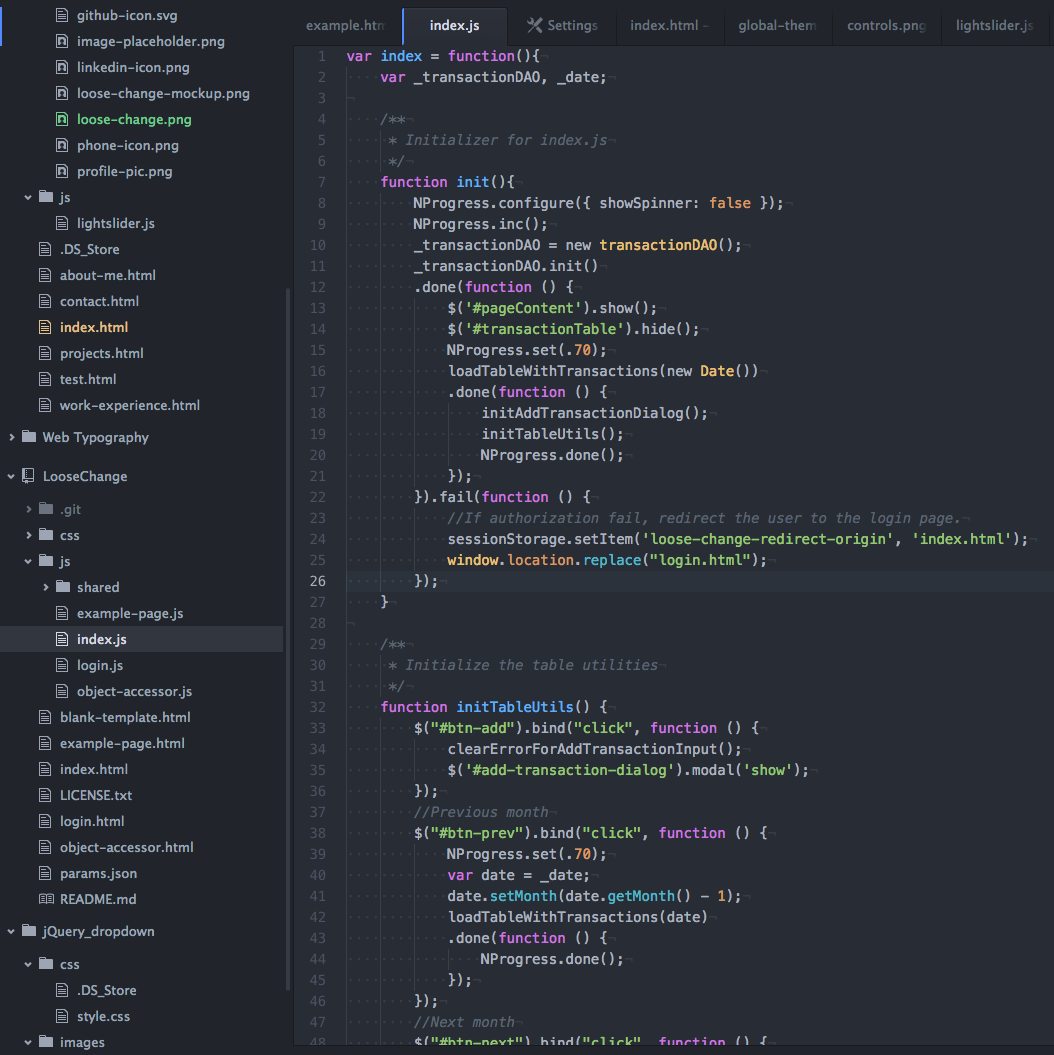 github-icon.svg
image-placeholder.png
linkedin-icon.png
loose-change-mockup.png
loose-change.png
phone-icon.png
profile-pic.png
js
lightslider.js
.DS_Store
about-me.html
contact.html
index.html
projects.html
test.html
work-experience.html
Web Typography
LooseChange
.git
css
js
shared
example-page.js
index.js
login.js
object-accessor.js
blank-template.html
example-page.html
index.html
LICENSE.txt
login.html
object-accessor.html
params.json
README.md
jQuery_dropdown
css
.DS_Store
style.css
images
example.htm index.js Settings index.html - global-them controls.png lightslider.js
1 var index = function(){
2 var _transactionDAO, _date;
3
4 /**
5 * Initializer for index.js
6 */
7 function init(){
8 NProgress.configure({ showSpinner: false });
9 NProgress.inc();
10 _transactionDAO = new transactionDAO();
11 _transactionDAO.init()
12 .done(function () {
13 $('#pageContent').show();
14 $('#transactionTable').hide();
15 NProgress.set(.70);
16 loadTableWithTransactions(new Date())
17 .done(function () {
18 initAddTransactionDialog();
19 initTableUtils();
20 NProgress.done();
21 });
22 }).fail(function () {
23 //If authorization fail, redirect the user to the login page.
24 sessionStorage.setItem('loose-change-redirect-origin', 'index.html');
25 window.location.replace("login.html");
26 });
27 }
28
29 /**
30 * Initialize the table utilities
31 */
32 function initTableUtils() {
33 $("#btn-add").bind("click", function () {
34 clearErrorForAddTransactionInput();
35 $('#add-transaction-dialog').modal('show');
36 });
37 //Previous month
38 $("#btn-prev").bind("click", function () {
39 NProgress.set(.70);
40 var date = _date;
41 date.setMonth(date.getMonth() - 1);
42 loadTableWithTransactions(date)
43 .done(function () {
44 NProgress.done();
45 });
46 });
47 //Next month
48 $("#btn-next").bind("click", function () {